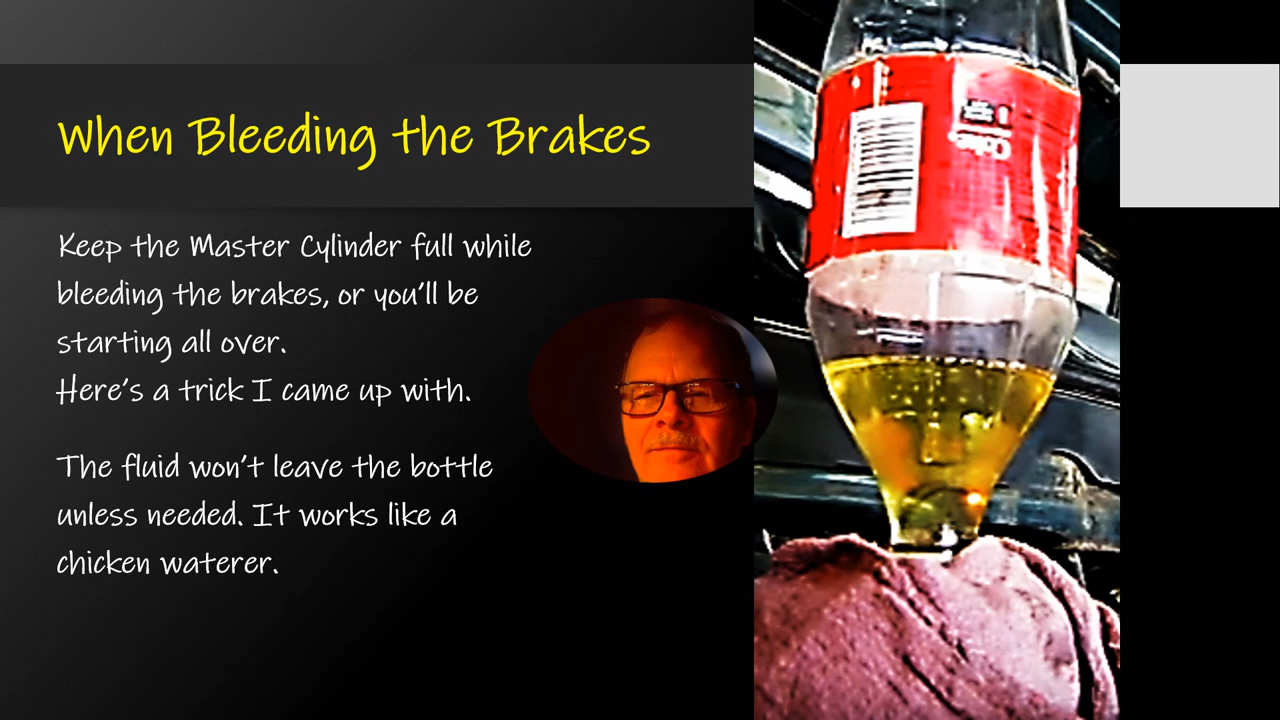 When Bleeding the Brakes
Keep the Master Cylinder full while
bleeding the brakes, or you'll be
starting all over.
Here's a trick I came up with.
The fluid won't leave the bottle
unless needed. It works like a
chicken waterer.